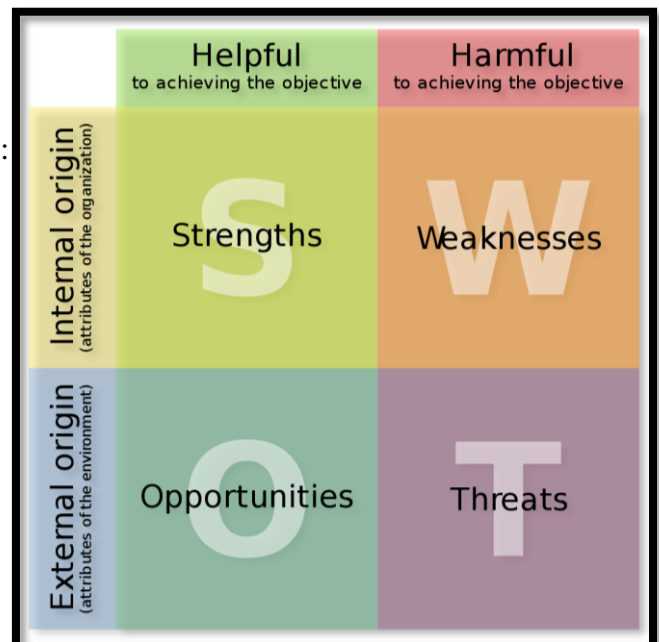 Helpful
to achieving the objective
Harmful
to achieving the objective
:
Internal origin
(attributes of the organization)
S
Strengths
W
Weaknesses
External origin
(attributes of the environment)
O
Opportunities
T
Threats